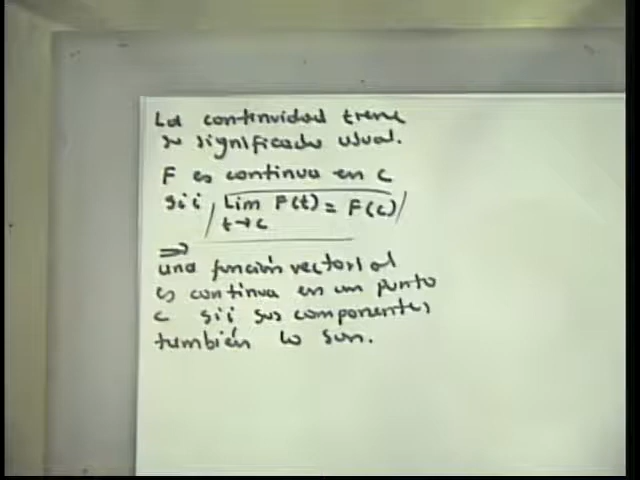 La continuidad tiene
su significado usual.
F es continua en c
sii Lim F(t) = F(c)
t→c
⇒
una función vectorial
es continua en un punto
c sii sus componentes
también lo son.